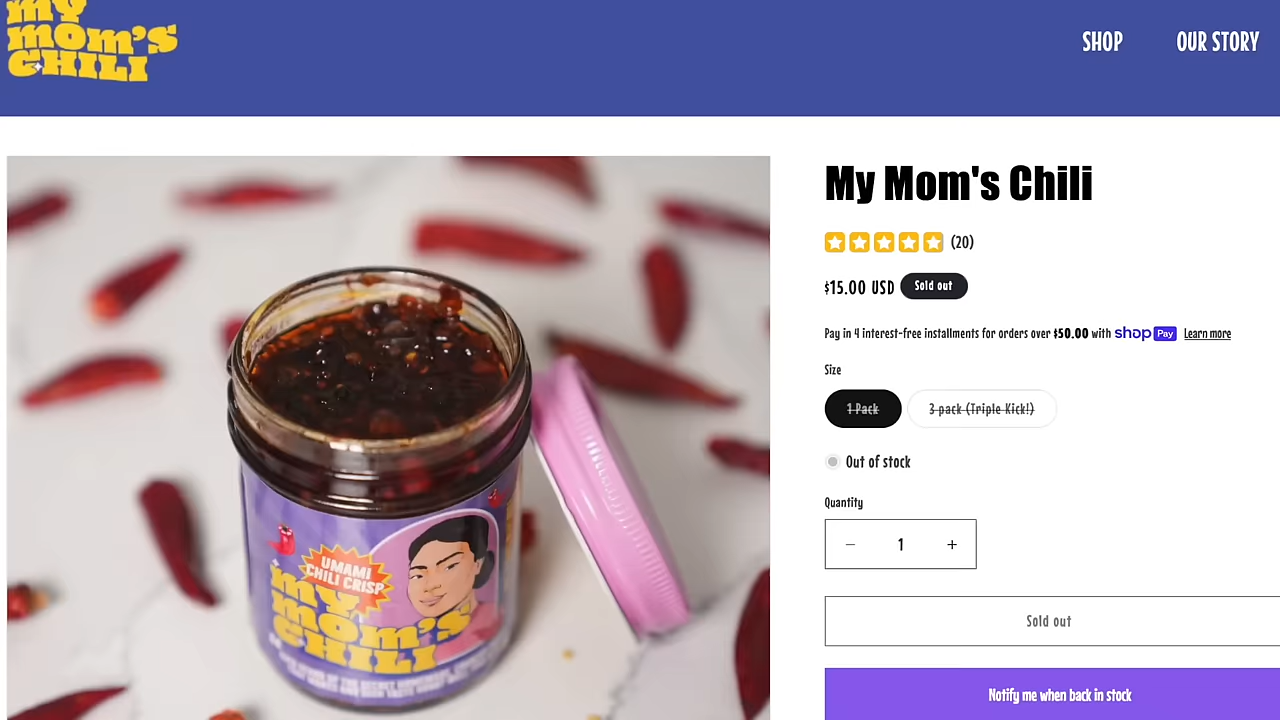 my
mom's
CHILI
SHOP
OUR STORY
My Mom's Chili
(20)
$15.00 USD
Sold out
Pay in 4 interest-free installments for orders over $50.00 with shop Pay Learn more
Size
1 Pack
3 pack (Triple Kick!)
Out of stock
Quantity
− 1 +
Sold out
Notify me when back in stock
UMAMI
CHILI CRISP
my
mom's
CHILI